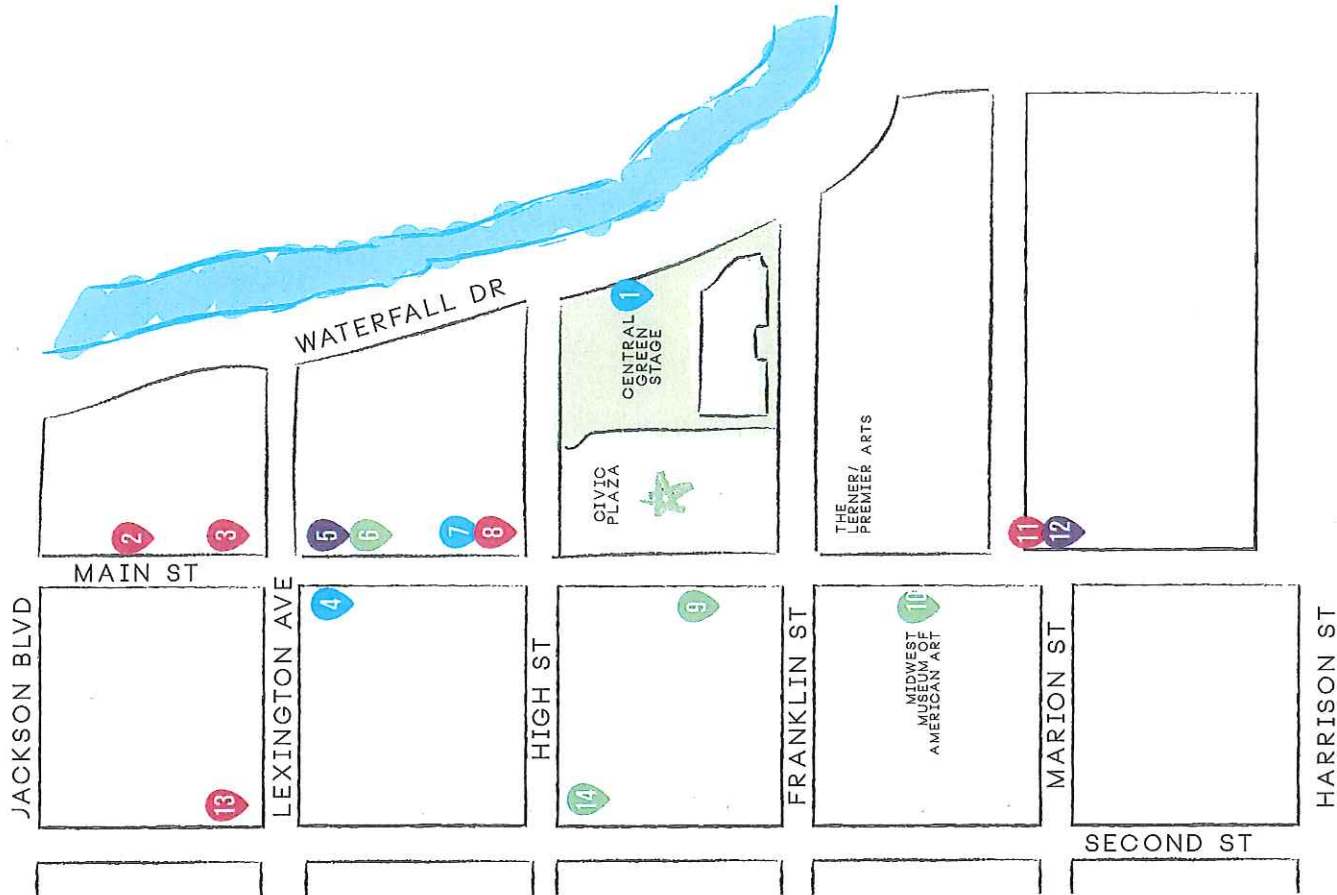 WATERFALL DR
1
CENTRAL
GREEN
STAGE
CIVIC
PLAZA
THE
LERNER/
PREMIER ARTS
2
3
5
6
7
8
11
12
MAIN ST
JACKSON BLVD
LEXINGTON AVE
4
HIGH ST
9
FRANKLIN ST
10
MIDWEST
MUSEUM OF
AMERICAN ART
MARION ST
HARRISON ST
13
14
SECOND ST